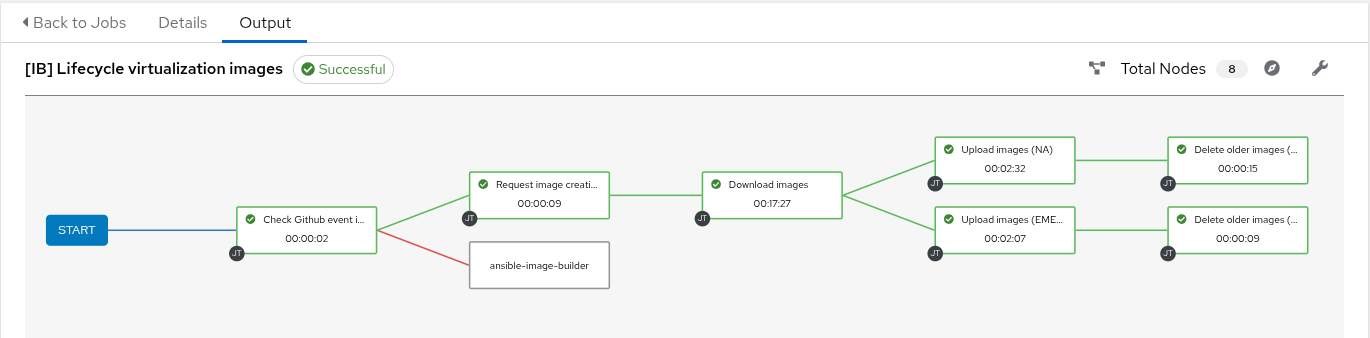 Back to Jobs Details Output
[IB] Lifecycle virtualization images Successful Total Nodes 8
START
Check Github event i...
00:00:02
JT
Request image creati...
00:00:09
JT
ansible-image-builder
Download images
00:17:27
JT
Upload images (NA)
00:02:32
JT
Upload images (EME...
00:02:07
JT
Delete older images (...
00:00:15
JT
Delete older images (...
00:00:09
JT